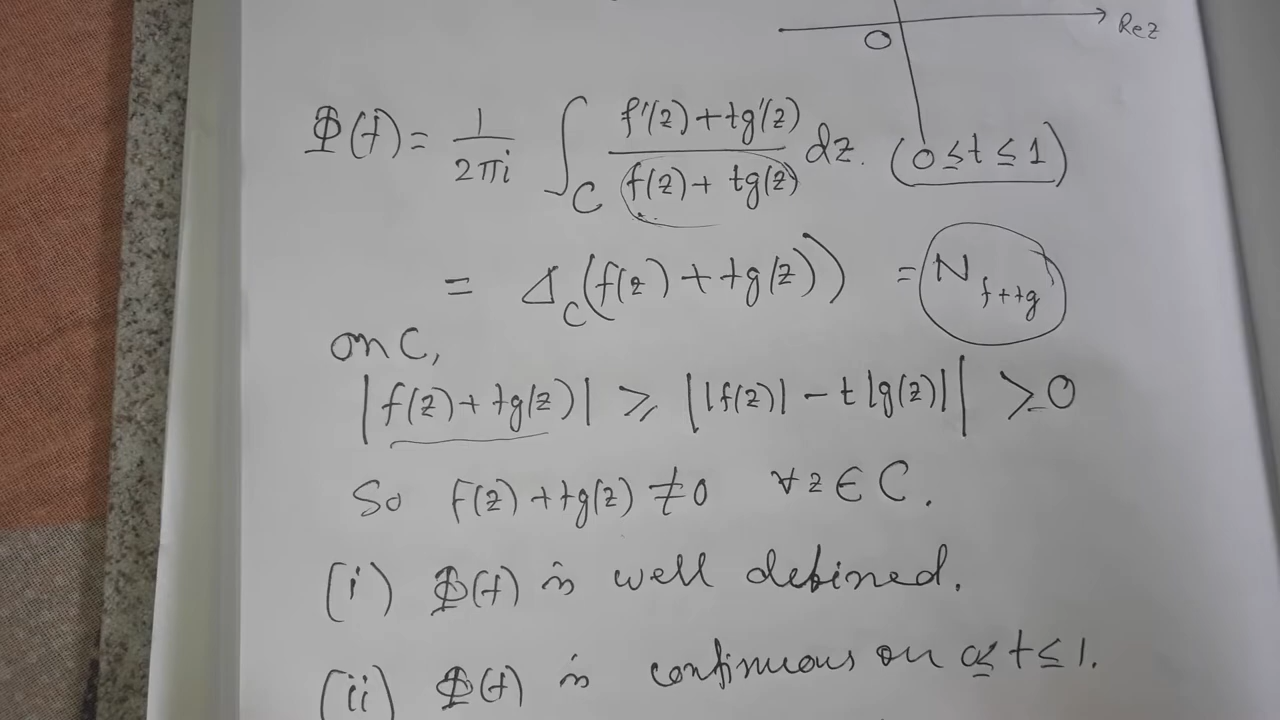 Re z
O
Φ(t) = 1/2πi ∫_C f'(z)+tg'(z)/f(z)+tg(z) dz. (0≤t≤1)
= Δ_C(f(z)+tg(z)) = N_f+tg
on C,
|f(z)+tg(z)| ≥ ||f(z)| - t|g(z)|| ≥0
So f(z)+tg(z) ≠0 ∀z∈C.
(i) Φ(t) is well defined.
(ii) Φ(t) is continuous on 0≤t≤1.